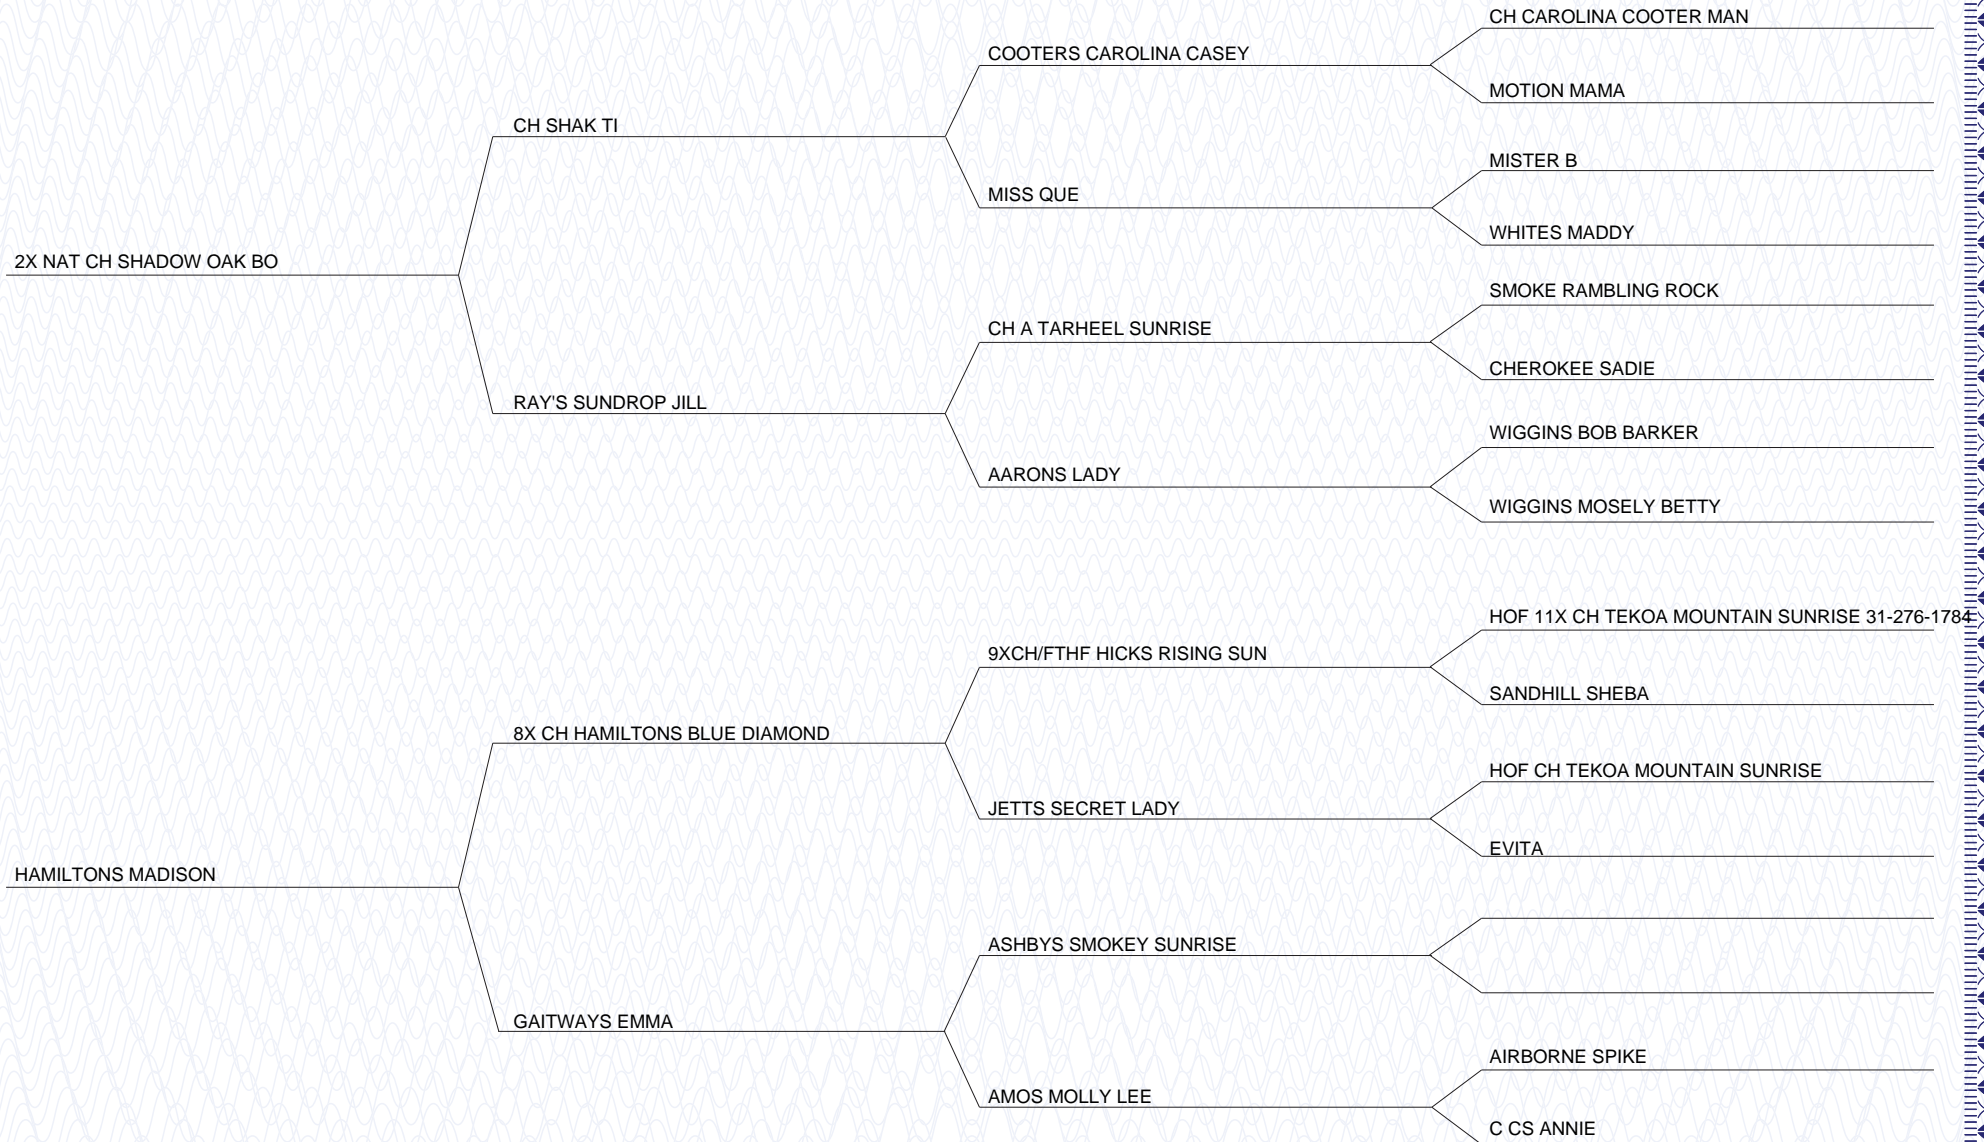 CH CAROLINA COOTER MAN
COOTERS CAROLINA CASEY
MOTION MAMA
CH SHAK TI
MISTER B
MISS QUE
WHITES MADDY
2X NAT CH SHADOW OAK BO
SMOKE RAMBLING ROCK
CH A TARHEEL SUNRISE
CHEROKEE SADIE
RAY'S SUNDROP JILL
WIGGINS BOB BARKER
AARONS LADY
WIGGINS MOSELY BETTY
HOF 11X CH TEKOA MOUNTAIN SUNRISE 31-276-1784
9XCH/FTHF HICKS RISING SUN
SANDHILL SHEBA
8X CH HAMILTONS BLUE DIAMOND
HOF CH TEKOA MOUNTAIN SUNRISE
JETTS SECRET LADY
EVITA
HAMILTONS MADISON
ASHBYS SMOKEY SUNRISE
GAITWAYS EMMA
AIRBORNE SPIKE
AMOS MOLLY LEE
C CS ANNIE